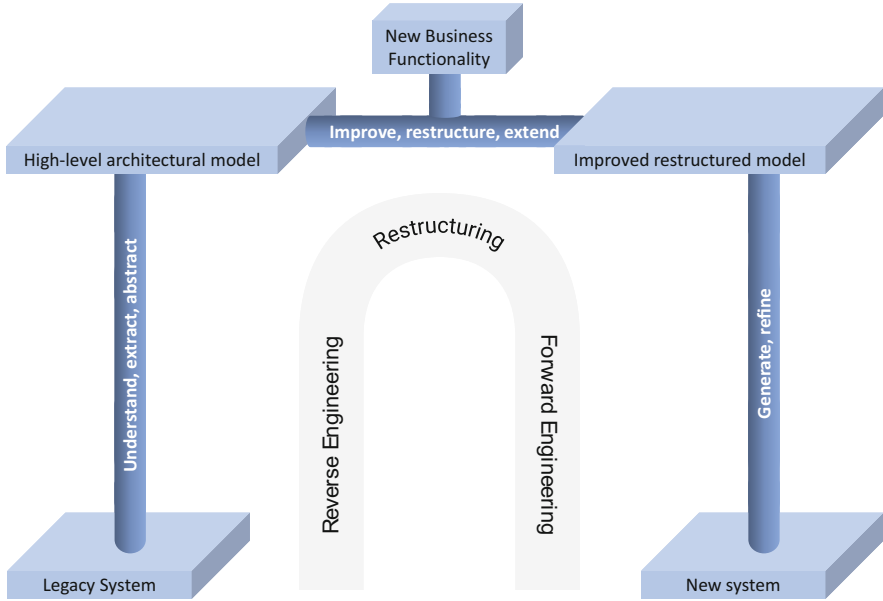 New Business
Functionality
Improve, restructure, extend
High-level architectural model
Improved restructured model
Restructuring
Understand, extract, abstract
Reverse Engineering
Forward Engineering
Generate, refine
Legacy System
New system